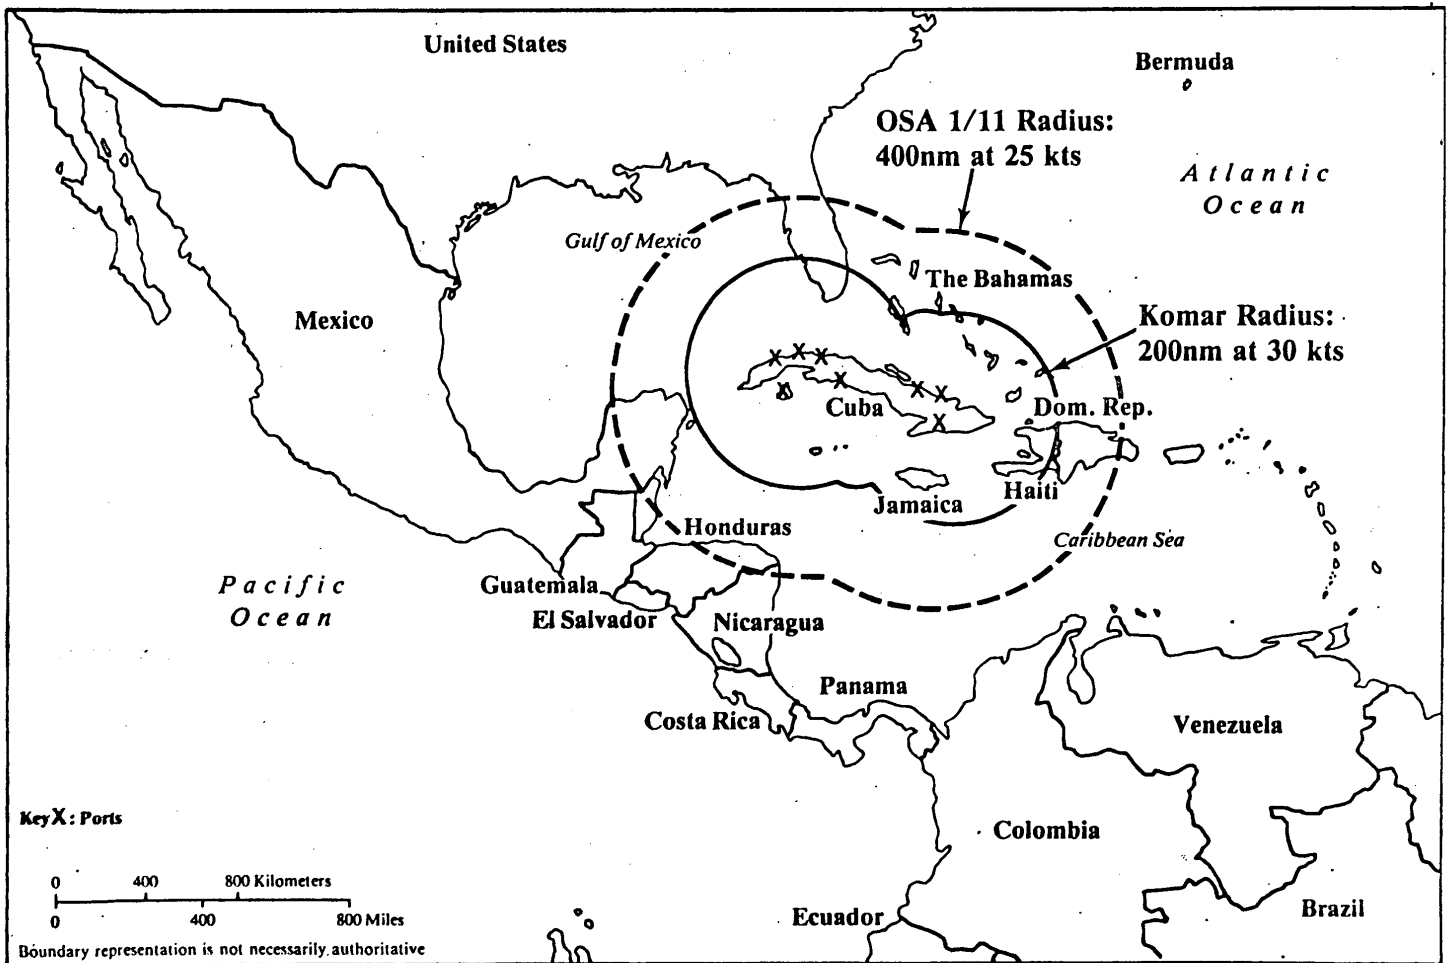 United States
Bermuda
OSA 1/11 Radius:
400nm at 25 kts
Atlantic
Ocean
Gulf of Mexico
The Bahamas
Mexico
Komar Radius:
200nm at 30 kts
X X X
X X X X
X
Cuba
Dom. Rep.
Jamaica
Haiti
Honduras
Caribbean Sea
Pacific
Ocean
Guatemala
El Salvador
Nicaragua
Panama
Costa Rica
Venezuela
Key X : Ports
Colombia
0 400 800 Kilometers
0 400 800 Miles
Ecuador
Brazil
Boundary representation is not necessarily authoritative